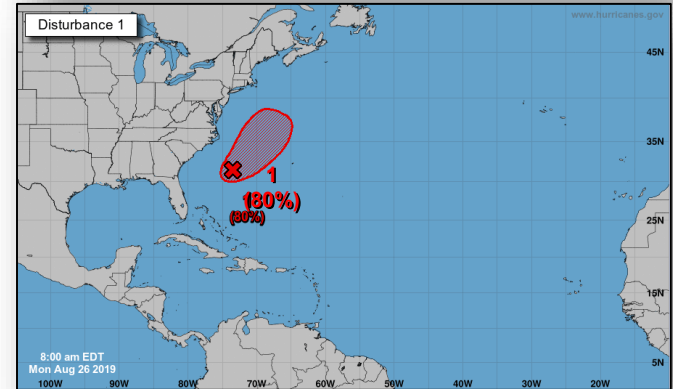 Disturbance 1
www.hurricanes.gov
45N
35N
1
(80%)
(80%)
25N
15N
8:00 am EDT
Mon Aug 26 2019
5N
100W 90W 80W 70W 60W 50W 40W 30W 20W